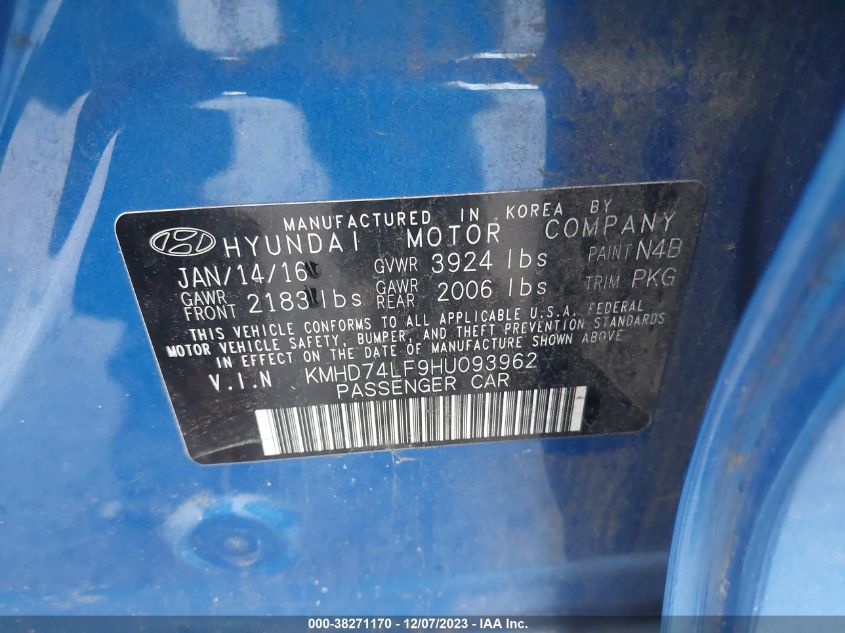 MANUFACTURED IN KOREA BY
HYUNDAI MOTOR COMPANY
JAN/14/16 GVWR 3924 lbs PAINT N4B
GAWR FRONT 2183 lbs GAWR REAR 2006 lbs TRIM PKG
THIS VEHICLE CONFORMS TO ALL APPLICABLE U.S.A. FEDERAL
MOTOR VEHICLE SAFETY, BUMPER, AND THEFT PREVENTION STANDARDS
IN EFFECT ON THE DATE OF MANUFACTURE SHOWN ABOVE
V.I.N KMHD74LF9HU093962
PASSENGER CAR
000-38271170 - 12/07/2023 - IAA Inc.